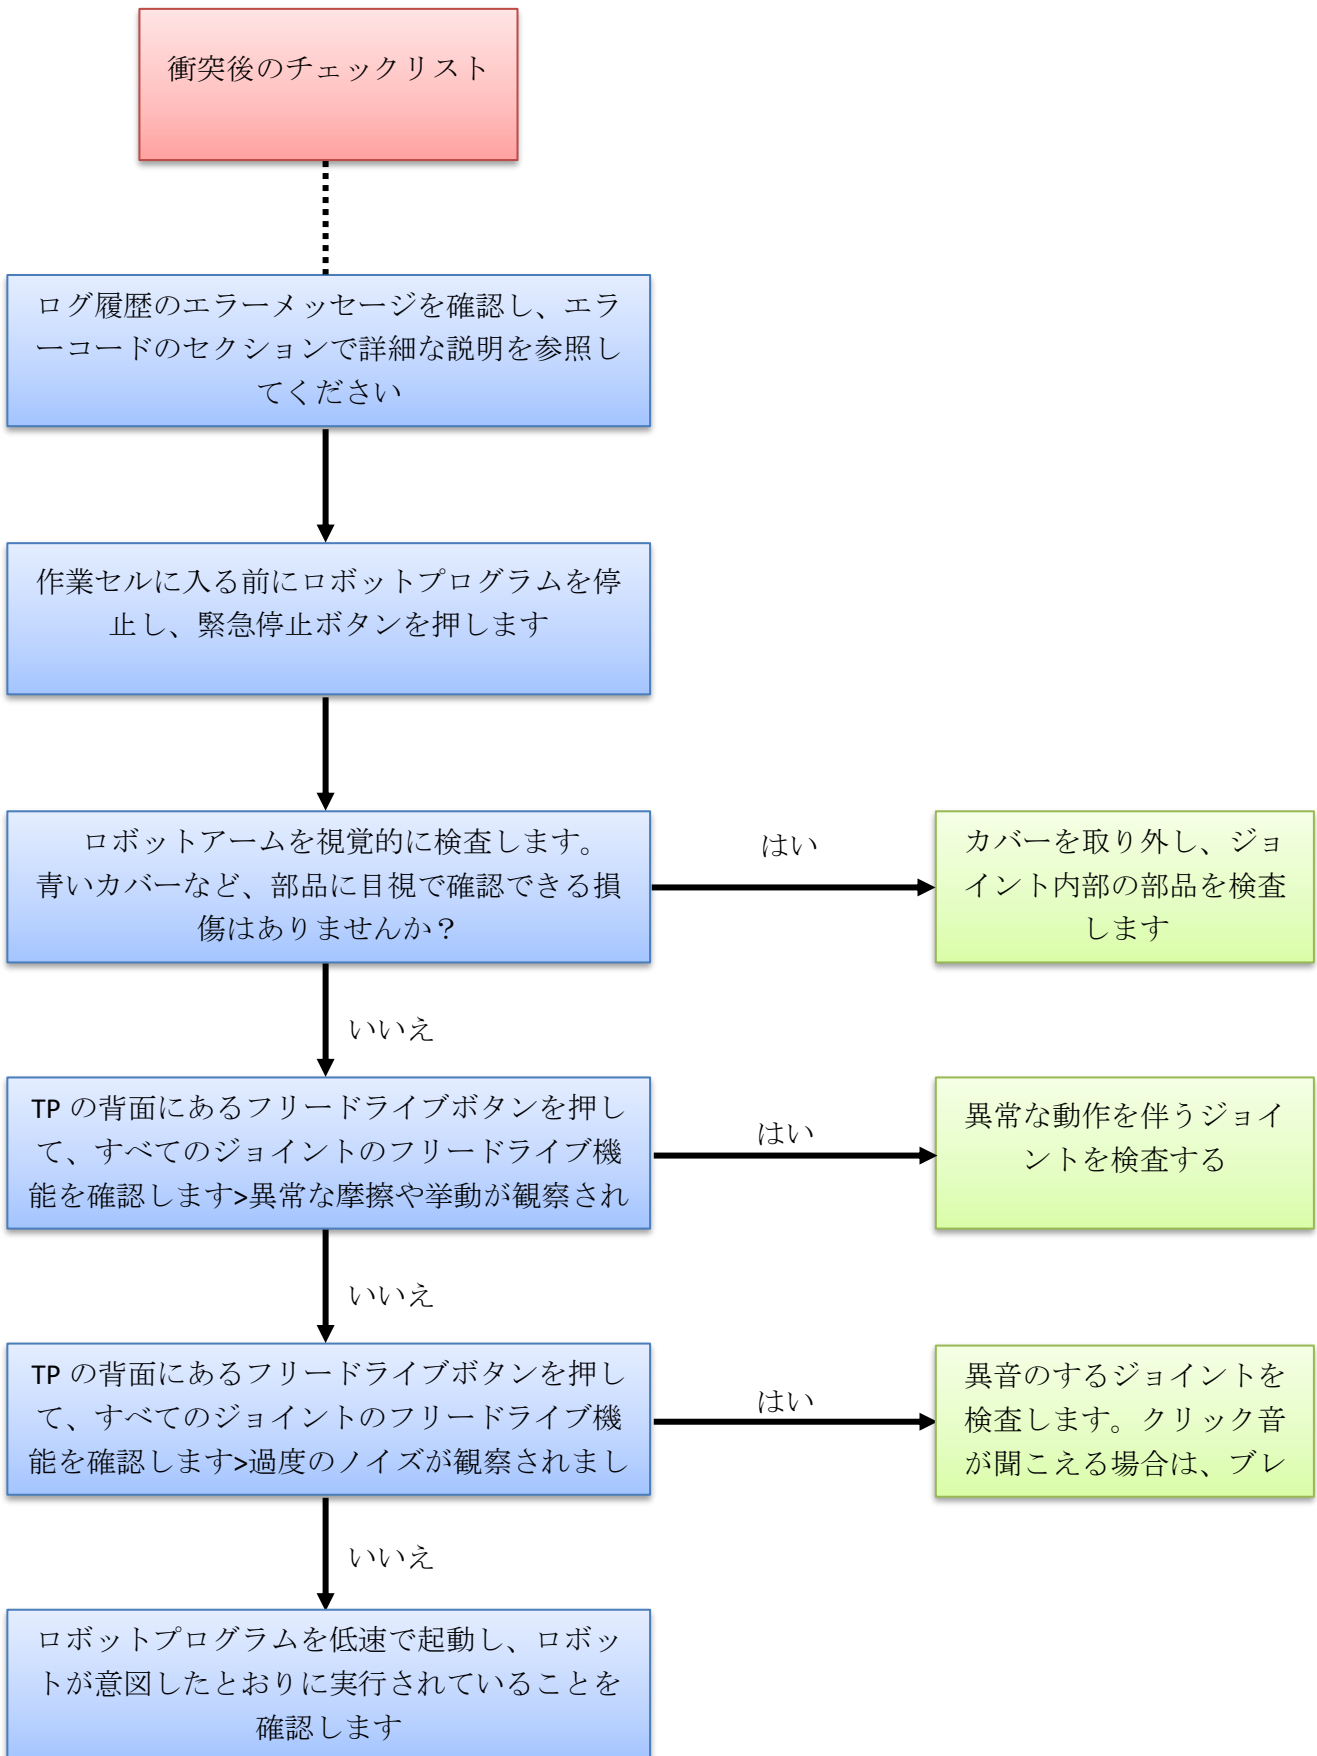 衝突後のチェックリスト
ログ履歴のエラーメッセージを確認し、エラ
ーコードのセクションで詳細な説明を参照し
てください
作業セルに入る前にロボットプログラムを停
止し、緊急停止ボタンを押します
ロボットアームを視覚的に検査します。
青いカバーなど、部品に目視で確認できる損
傷はありませんか？
はい
カバーを取り外し、ジョ
イント内部の部品を検査
します
いいえ
TP の背面にあるフリードライブボタンを押し
て、すべてのジョイントのフリードライブ機
能を確認します>異常な摩擦や挙動が観察され
はい
異常な動作を伴うジョイ
ントを検査する
いいえ
TP の背面にあるフリードライブボタンを押し
て、すべてのジョイントのフリードライブ機
能を確認します>過度のノイズが観察されまし
はい
異音のするジョイントを
検査します。クリック音
が聞こえる場合は、ブレ
いいえ
ロボットプログラムを低速で起動し、ロボッ
トが意図したとおりに実行されていることを
確認します